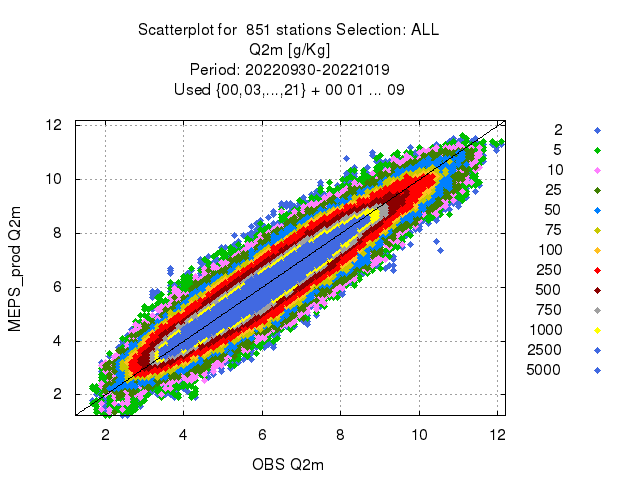 Scatterplot for 851 stations Selection: ALL
Q2m [g/Kg]
Period: 20220930-20221019
Used {00,03,...,21} + 00 01 ... 09
12
10
8
6
4
2
MEPS_prod Q2m
2 4 6 8 10 12
OBS Q2m
2
5
10
25
50
75
100
250
500
750
1000
2500
5000